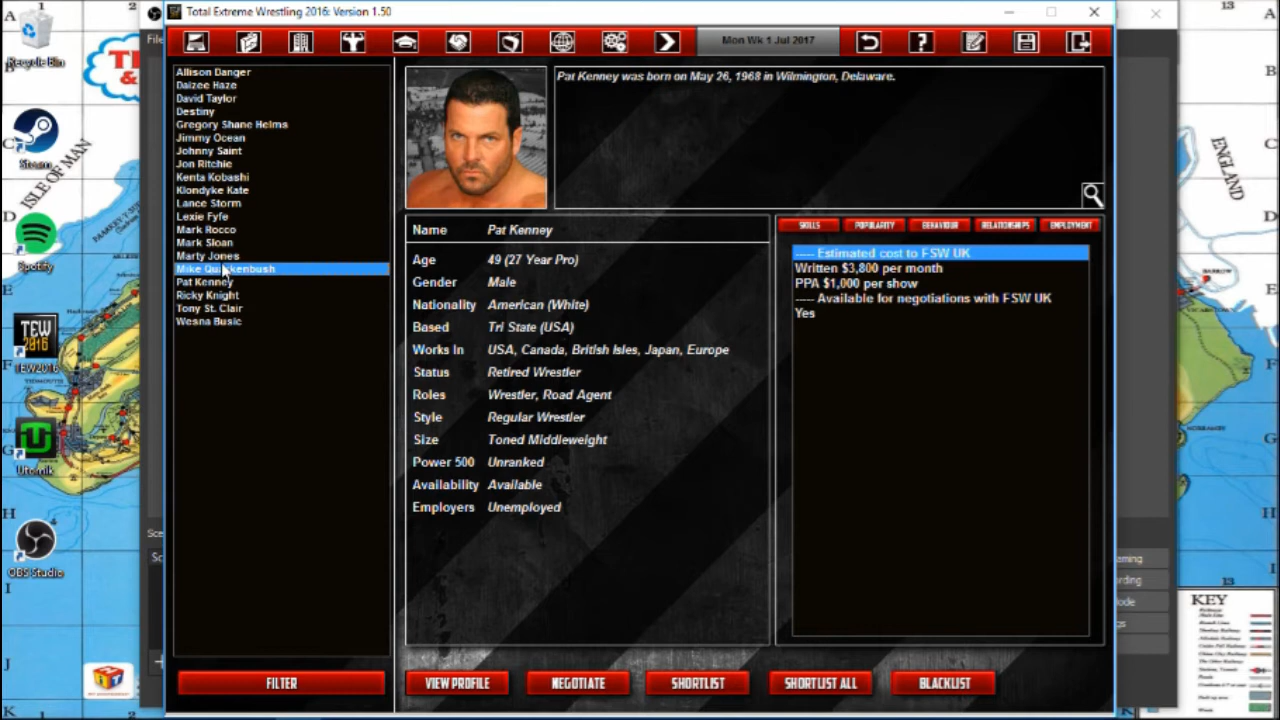 Total Extreme Wrestling 2016: Version 1.50
Mon Wk 1 Jul 2017
File
Recycle Bin
Steam
Spotify
TEW
2016
TEW2016
Utomik
OBS Studio
ISLE OF MAN
ENGLAND
KEY
Allison Danger
Daizee Haze
David Taylor
Destiny
Gregory Shane Helms
Jimmy Ocean
Johnny Saint
Jon Ritchie
Kenta Kobashi
Klondyke Kate
Lance Storm
Lexie Fyfe
Mark Rocco
Mark Sloan
Marty Jones
Mike Quackenbush
Pat Kenney
Ricky Knight
Tony St. Clair
Wesna Busic
FILTER
Pat Kenney was born on May 26, 1968 in Wilmington, Delaware.
Name Pat Kenney
Age 49 (27 Year Pro)
Gender Male
Nationality American (White)
Based Tri State (USA)
Works In USA, Canada, British Isles, Japan, Europe
Status Retired Wrestler
Roles Wrestler, Road Agent
Style Regular Wrestler
Size Toned Middleweight
Power 500 Unranked
Availability Available
Employers Unemployed
SKILLS POPULARITY BEHAVIOUR RELATIONSHIPS EMPLOYMENT
----- Estimated cost to FSW UK
Written $3,800 per month
PPA $1,000 per show
----- Available for negotiations with FSW UK
Yes
VIEW PROFILE NEGOTIATE SHORTLIST SHORTLIST ALL BLACKLIST